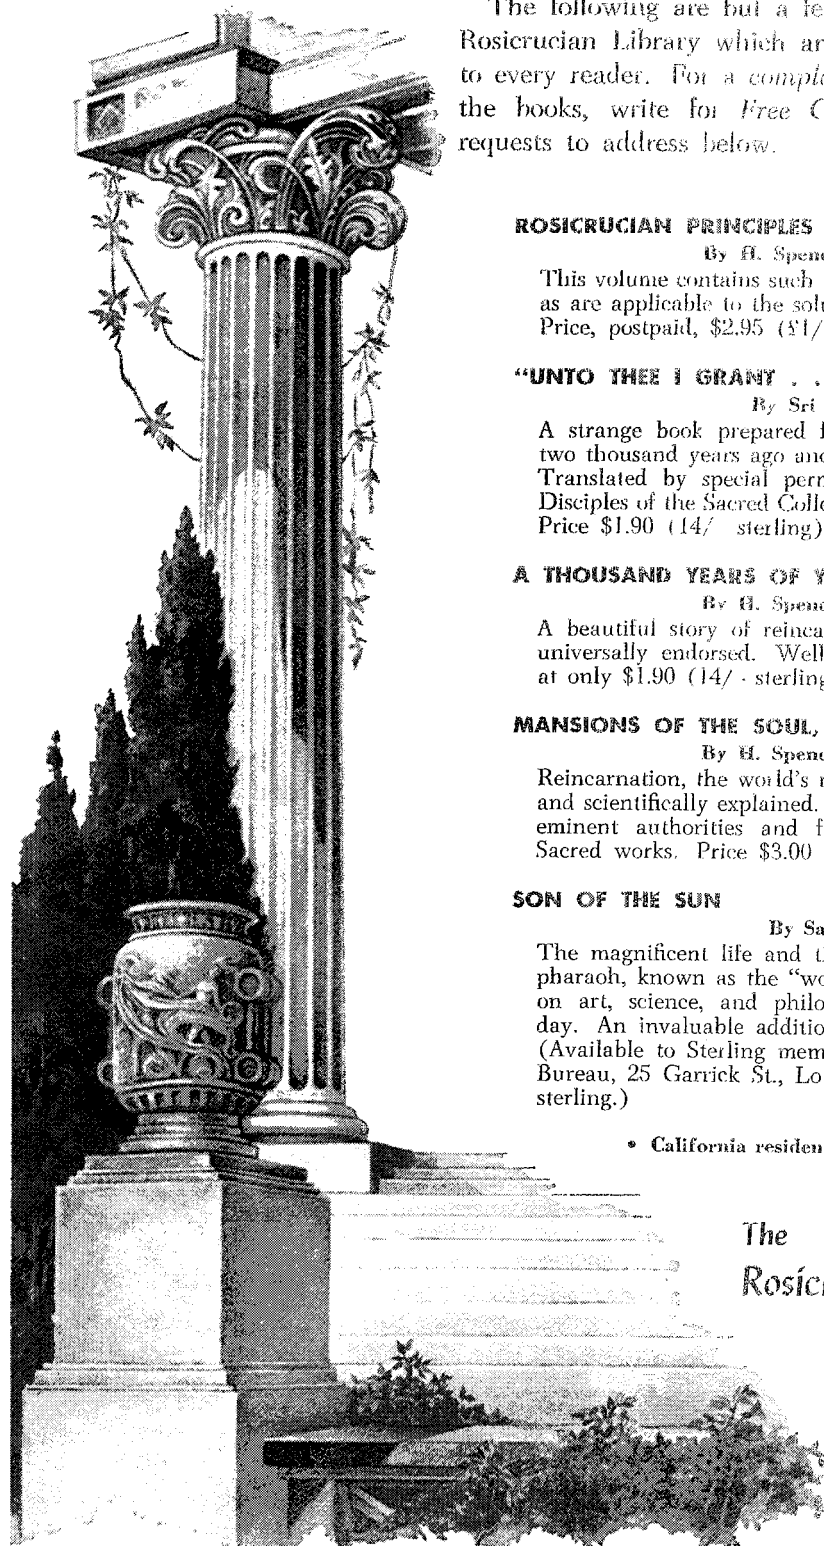 The following are but a fe
Rosicrucian Library which ar
to every reader. For a comple
the books, write for Free C
requests to address below.
ROSICRUCIAN PRINCIPLES
By H. Spenc
This volume contains such
as are applicable to the solu
Price, postpaid, $2.95 (£1/
“UNTO THEE I GRANT . .
By Sri
A strange book prepared f
two thousand years ago and
Translated by special perm
Disciples of the Sacred Colle
Price $1.90 (14/ sterling)
A THOUSAND YEARS OF Y
By H. Spenc
A beautiful story of reinca
universally endorsed. Well
at only $1.90 (14/- sterling
MANSIONS OF THE SOUL,
By H. Spenc
Reincarnation, the world's
and scientifically explained.
eminent authorities and f
Sacred works. Price $3.00
SON OF THE SUN
By Sa
The magnificent life and t
pharaoh, known as the “wo
on art, science, and philo
day. An invaluable additio
(Available to Sterling mem
Bureau, 25 Garrick St., Lo
sterling.)
• California residen
The
Rosicr